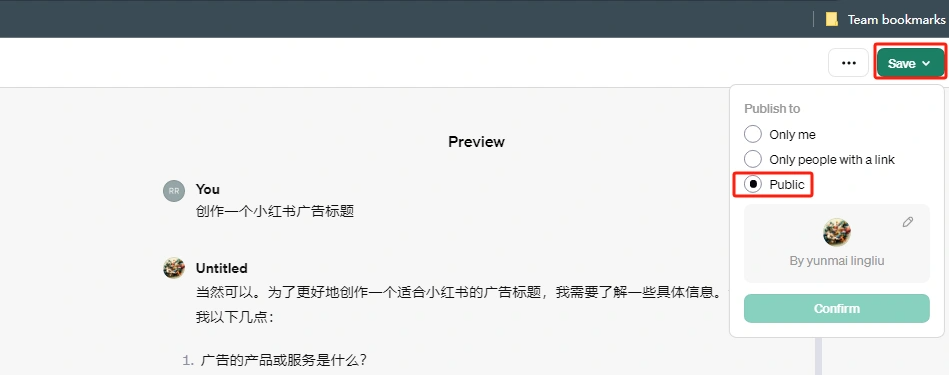 Team bookmarks
Save
Publish to
Only me
Only people with a link
Public
By yunmai lingliu
Confirm
Preview
RR
You
创作一个小红书广告标题
Untitled
当然可以。为了更好地创作一个适合小红书的广告标题，我需要了解一些具体信息。
我以下几点：
1. 广告的产品或服务是什么？